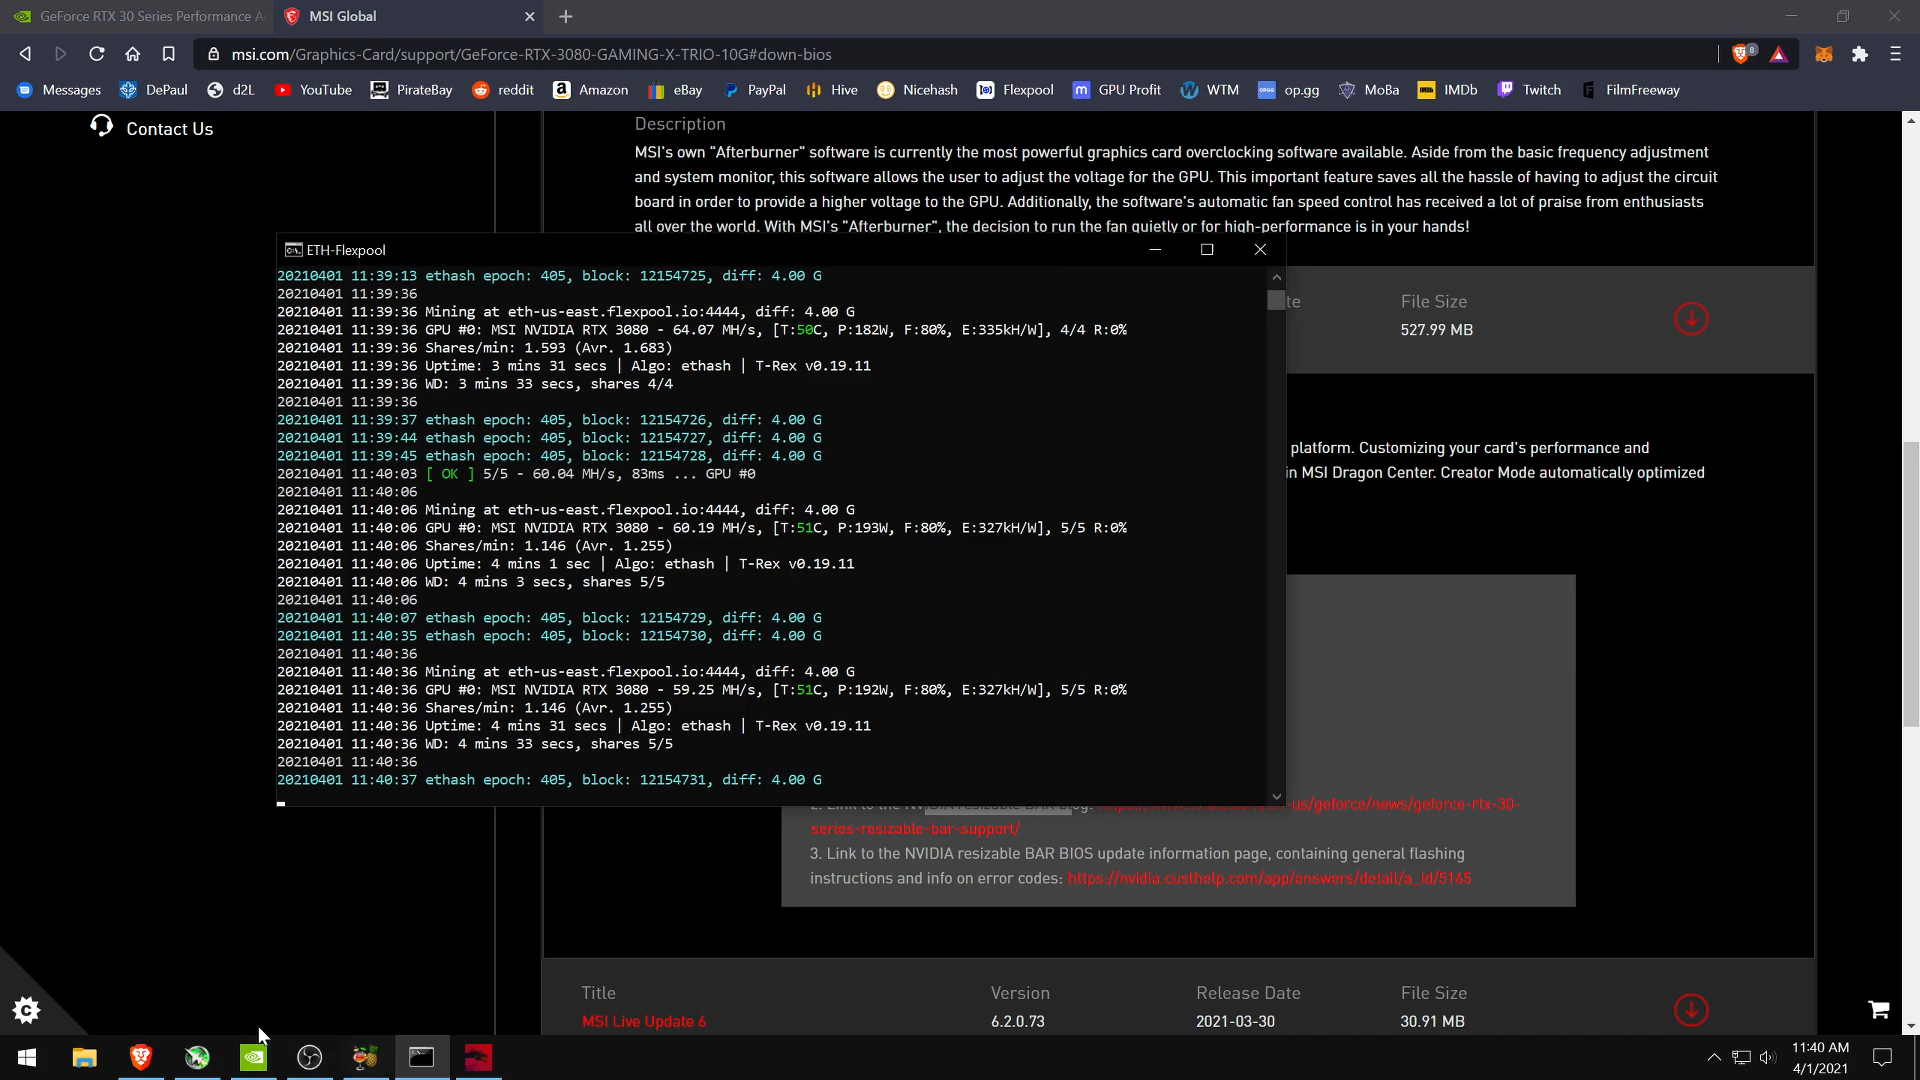 GeForce RTX 30 Series Performance A
MSI Global
msi.com/Graphics-Card/support/GeForce-RTX-3080-GAMING-X-TRIO-10G#down-bios
8
Messages
DePaul
d2L
YouTube
PirateBay
reddit
Amazon
eBay
PayPal
Hive
Nicehash
Flexpool
GPU Profit
WTM
op.gg
MoBa
IMDb
Twitch
FilmFreeway
Contact Us
Description
MSI's own "Afterburner" software is currently the most powerful graphics card overclocking software available. Aside from the basic frequency adjustment
and system monitor, this software allows the user to adjust the voltage for the GPU. This important feature saves all the hassle of having to adjust the circuit
board in order to provide a higher voltage to the GPU. Additionally, the software's automatic fan speed control has received a lot of praise from enthusiasts
all over the world. With MSI's "Afterburner", the decision to run the fan quietly or for high-performance is in your hands!
ETH-Flexpool
20210401 11:39:13 ethash epoch: 405, block: 12154725, diff: 4.00 G
20210401 11:39:36
20210401 11:39:36 Mining at eth-us-east.flexpool.io:4444, diff: 4.00 G
20210401 11:39:36 GPU #0: MSI NVIDIA RTX 3080 - 64.07 MH/s, [T:50C, P:182W, F:80%, E:335kH/W], 4/4 R:0%
20210401 11:39:36 Shares/min: 1.593 (Avr. 1.683)
20210401 11:39:36 Uptime: 3 mins 31 secs | Algo: ethash | T-Rex v0.19.11
20210401 11:39:36 WD: 3 mins 33 secs, shares 4/4
20210401 11:39:36
20210401 11:39:37 ethash epoch: 405, block: 12154726, diff: 4.00 G
20210401 11:39:44 ethash epoch: 405, block: 12154727, diff: 4.00 G
20210401 11:39:45 ethash epoch: 405, block: 12154728, diff: 4.00 G
20210401 11:40:03 [ OK ] 5/5 - 60.04 MH/s, 83ms ... GPU #0
20210401 11:40:06
20210401 11:40:06 Mining at eth-us-east.flexpool.io:4444, diff: 4.00 G
20210401 11:40:06 GPU #0: MSI NVIDIA RTX 3080 - 60.19 MH/s, [T:51C, P:193W, F:80%, E:327kH/W], 5/5 R:0%
20210401 11:40:06 Shares/min: 1.146 (Avr. 1.255)
20210401 11:40:06 Uptime: 4 mins 1 sec | Algo: ethash | T-Rex v0.19.11
20210401 11:40:06 WD: 4 mins 3 secs, shares 5/5
20210401 11:40:06
20210401 11:40:07 ethash epoch: 405, block: 12154729, diff: 4.00 G
20210401 11:40:35 ethash epoch: 405, block: 12154730, diff: 4.00 G
20210401 11:40:36
20210401 11:40:36 Mining at eth-us-east.flexpool.io:4444, diff: 4.00 G
20210401 11:40:36 GPU #0: MSI NVIDIA RTX 3080 - 59.25 MH/s, [T:51C, P:192W, F:80%, E:327kH/W], 5/5 R:0%
20210401 11:40:36 Shares/min: 1.146 (Avr. 1.255)
20210401 11:40:36 Uptime: 4 mins 31 secs | Algo: ethash | T-Rex v0.19.11
20210401 11:40:36 WD: 4 mins 33 secs, shares 5/5
20210401 11:40:36
20210401 11:40:37 ethash epoch: 405, block: 12154731, diff: 4.00 G
te
File Size
527.99 MB
platform. Customizing your card's performance and
in MSI Dragon Center. Creator Mode automatically optimized
-us/geforce/news/geforce-rtx-30-
series-resizable-bar-support/
3. Link to the NVIDIA resizable BAR BIOS update information page, containing general flashing
instructions and info on error codes: https://nvidia.custhelp.com/app/answers/detail/a_id/5165
Title
Version
Release Date
File Size
MSI Live Update 6
6.2.0.73
2021-03-30
30.91 MB
11:40 AM
4/1/2021